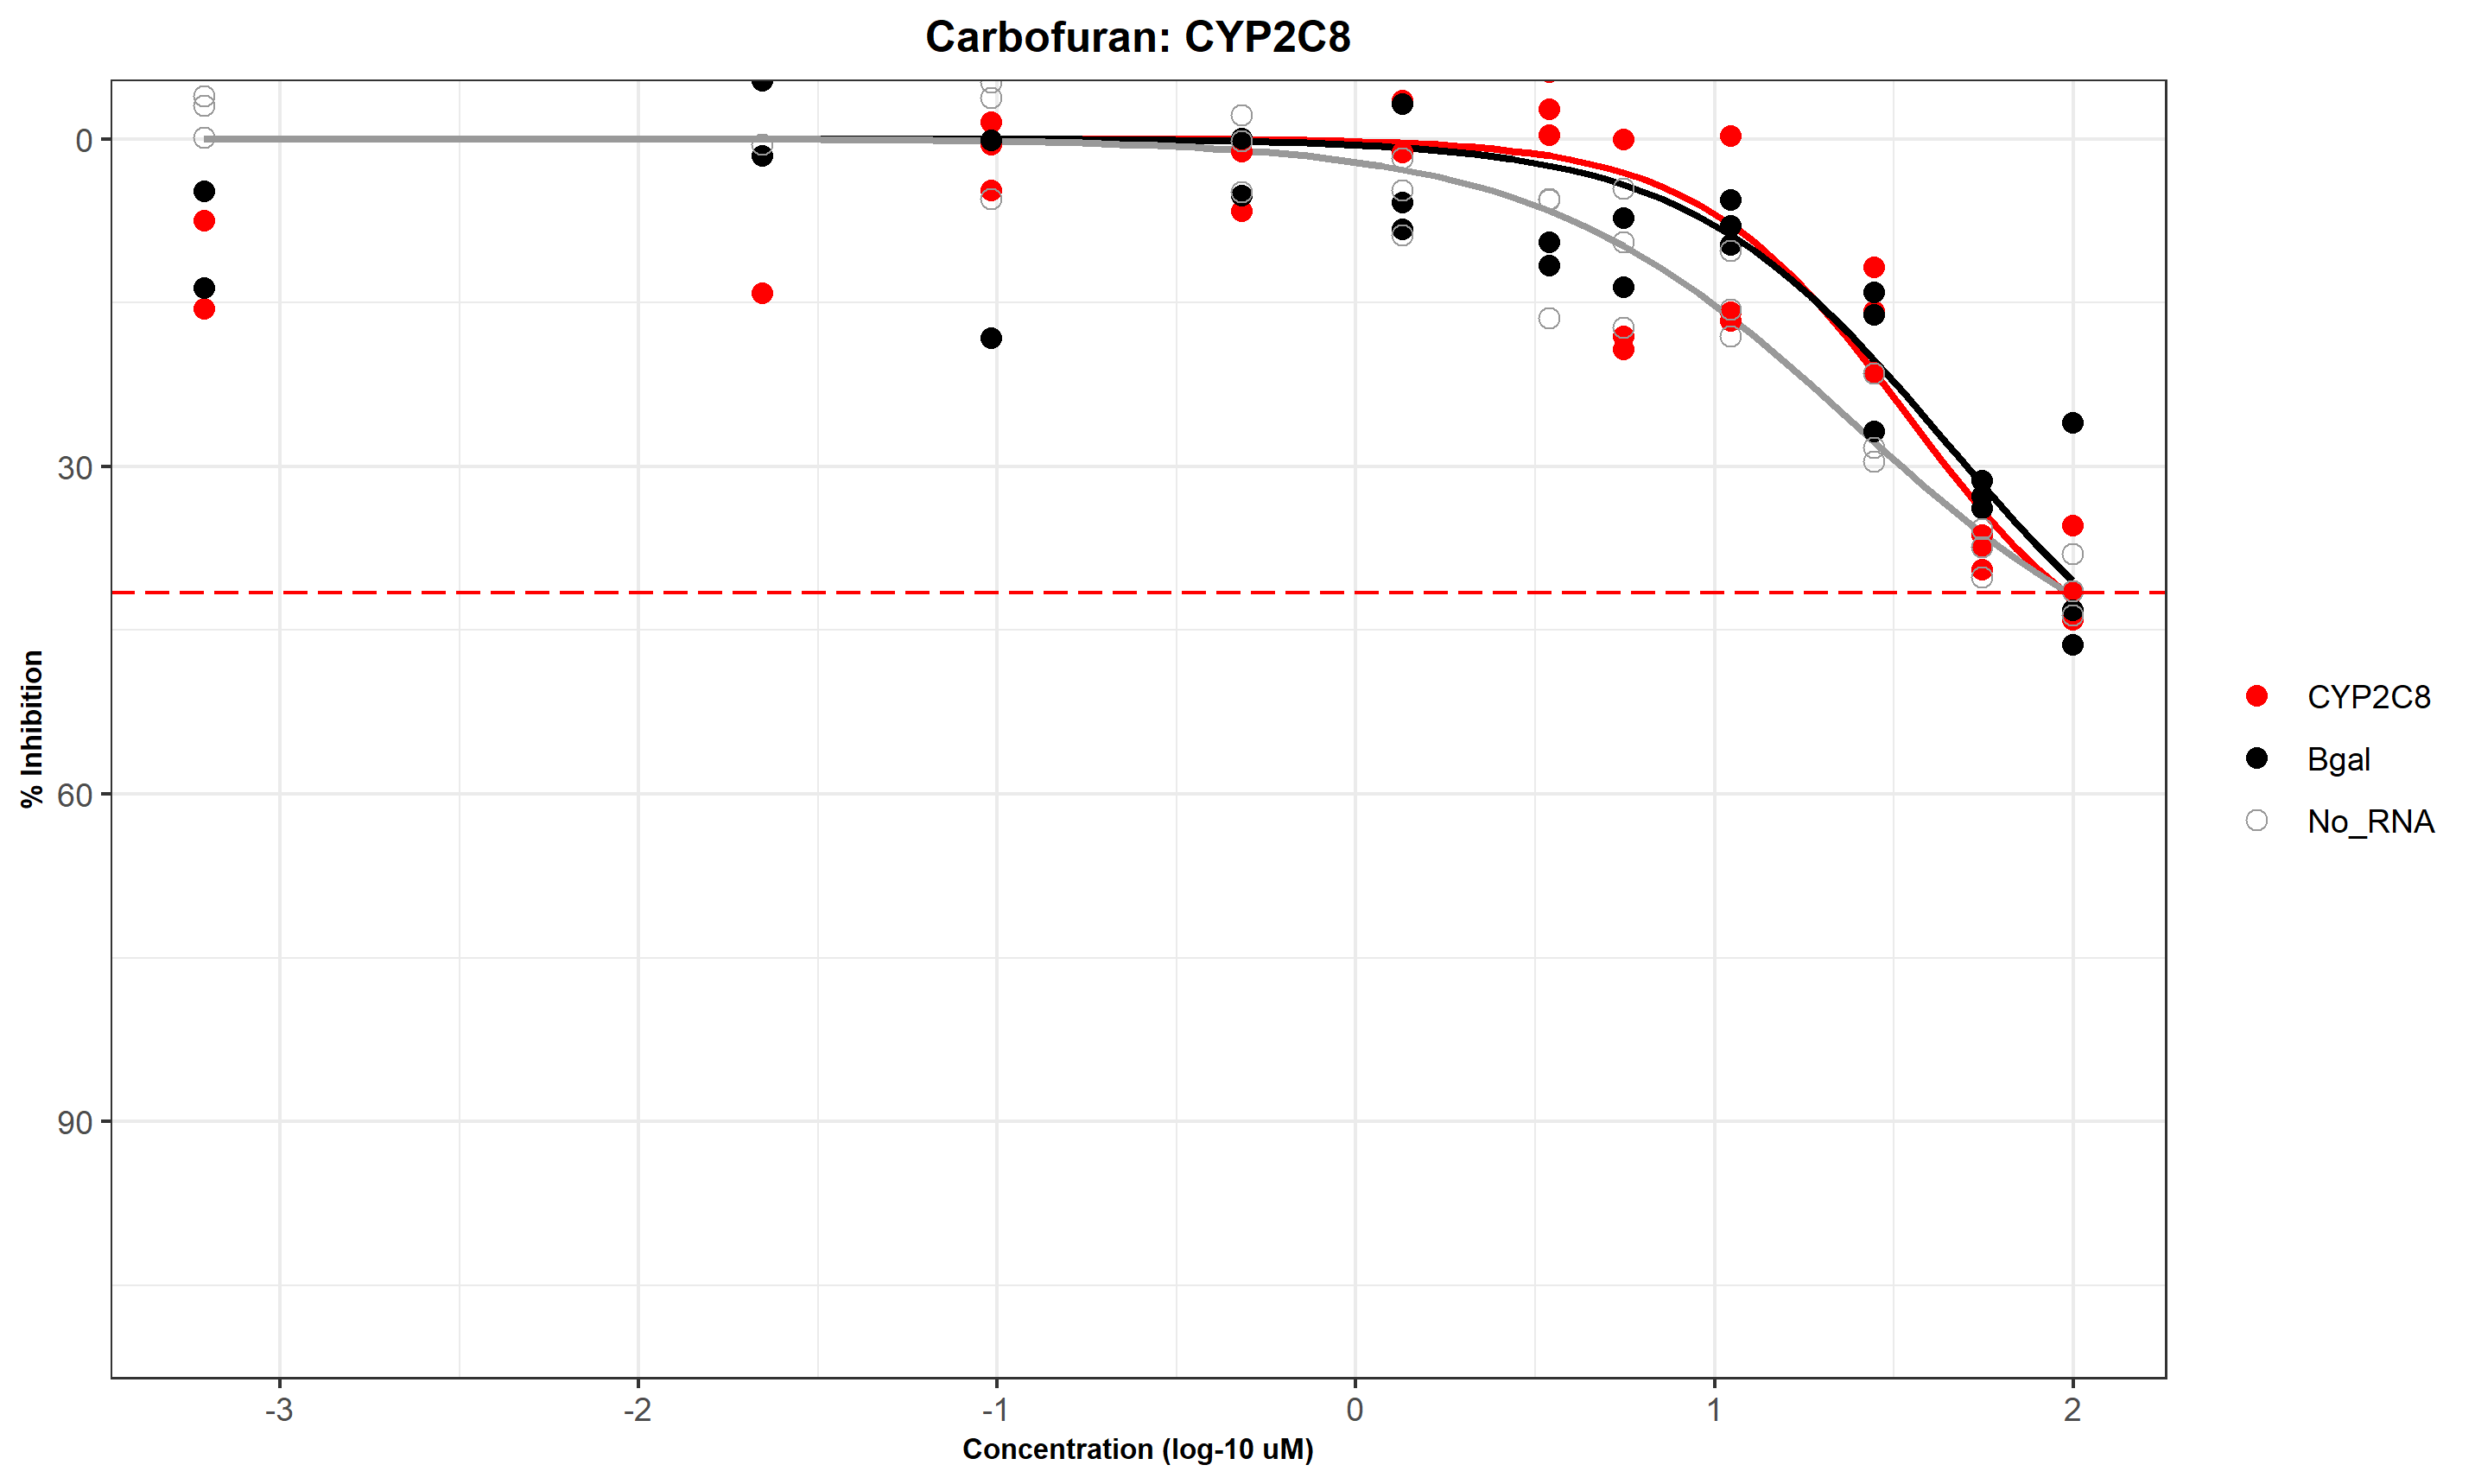 Carbofuran: CYP2C8
% Inhibition
0
30
60
90
-3
-2
-1
0
1
2
Concentration (log-10 uM)
CYP2C8
Bgal
No_RNA